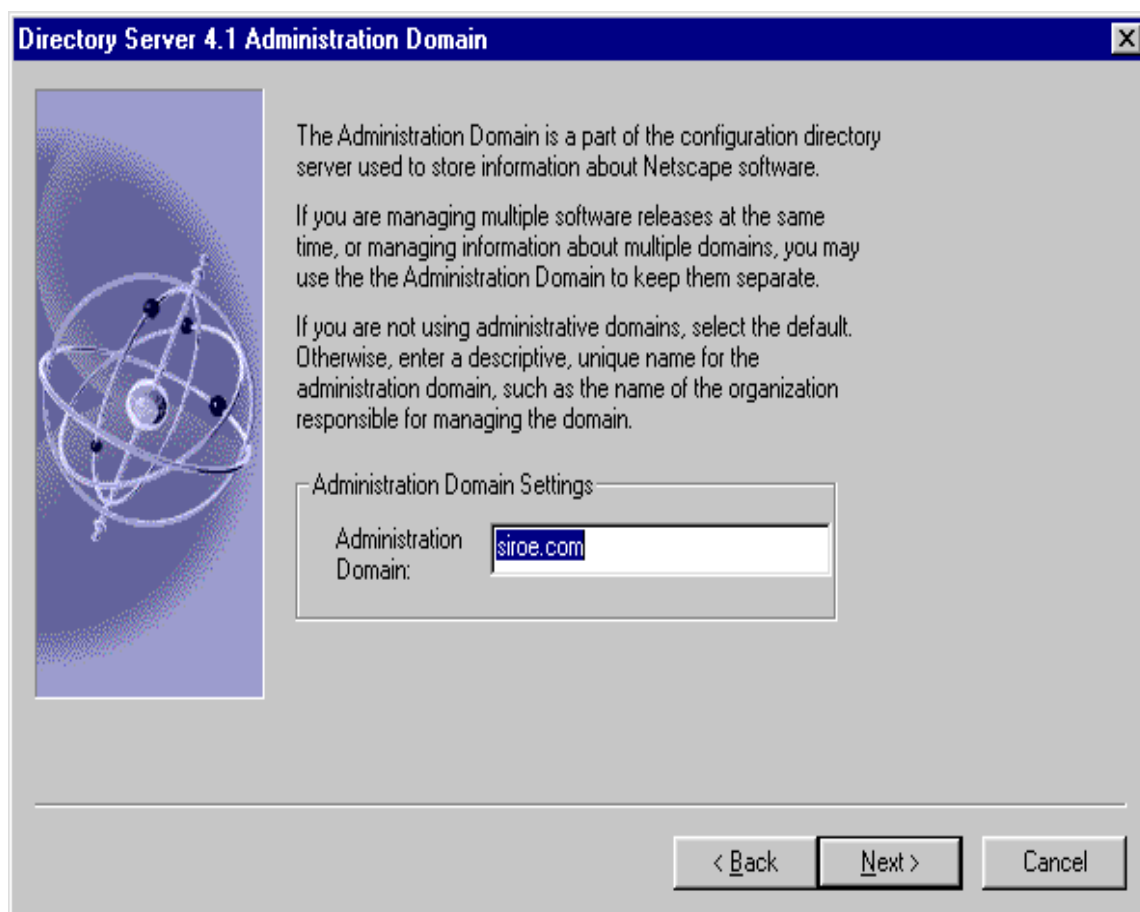 Directory Server 4.1 Administration Domain
The Administration Domain is a part of the configuration directory
server used to store information about Netscape software.
If you are managing multiple software releases at the same
time, or managing information about multiple domains, you may
use the the Administration Domain to keep them separate.
If you are not using administrative domains, select the default.
Otherwise, enter a descriptive, unique name for the
administration domain, such as the name of the organization
responsible for managing the domain.
Administration Domain Settings
Administration
Domain:
siroe.com
< Back
Next >
Cancel